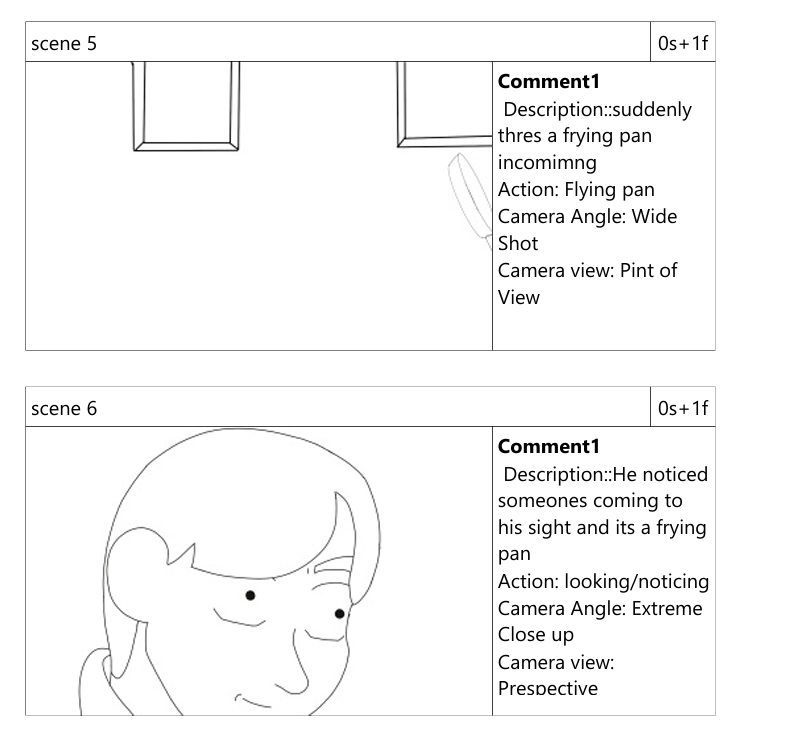 scene 5
0s+1f
Comment1
Description::suddenly
thres a frying pan
incomimng
Action: Flying pan
Camera Angle: Wide
Shot
Camera view: Pint of
View
scene 6
0s+1f
Comment1
Description::He noticed
someones coming to
his sight and its a frying
pan
Action: looking/noticing
Camera Angle: Extreme
Close up
Camera view:
Prespective